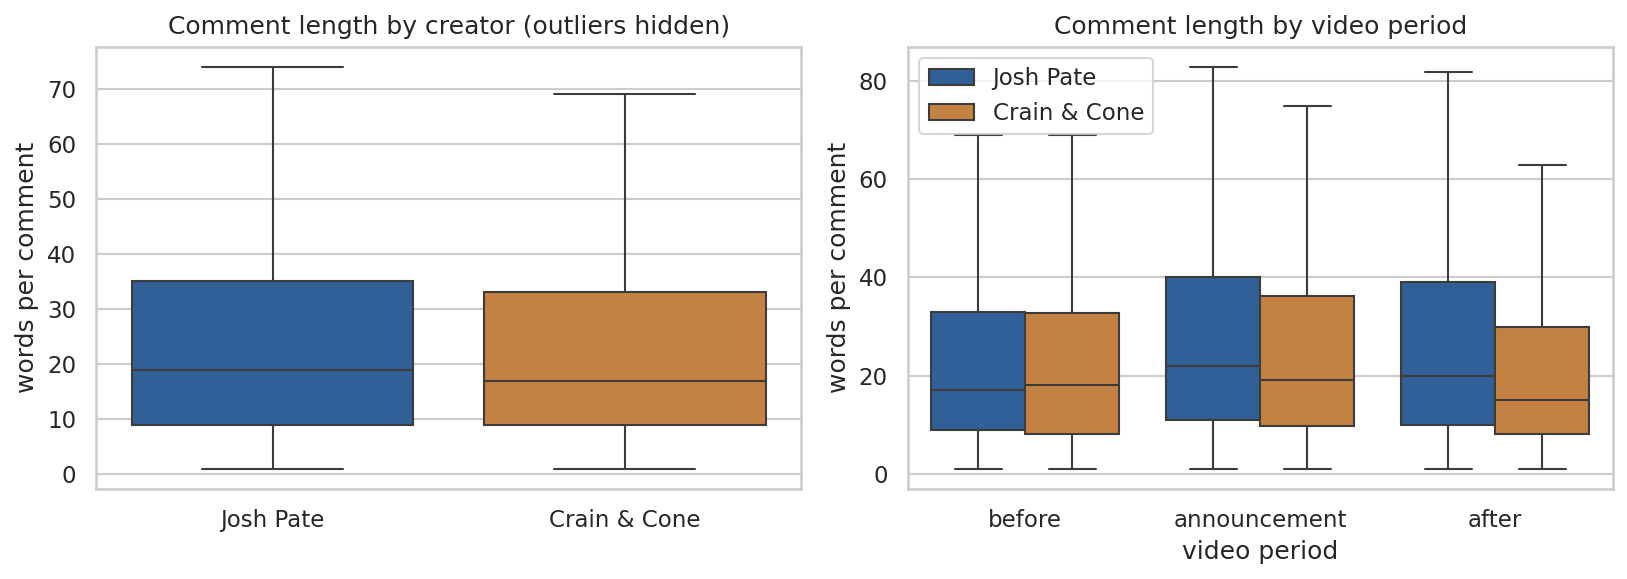 Comment length by creator (outliers hidden)
words per comment
70
60
50
40
30
20
10
0
Josh Pate
Crain & Cone
Comment length by video period
Josh Pate
Crain & Cone
words per comment
80
60
40
20
0
before
announcement
after
video period